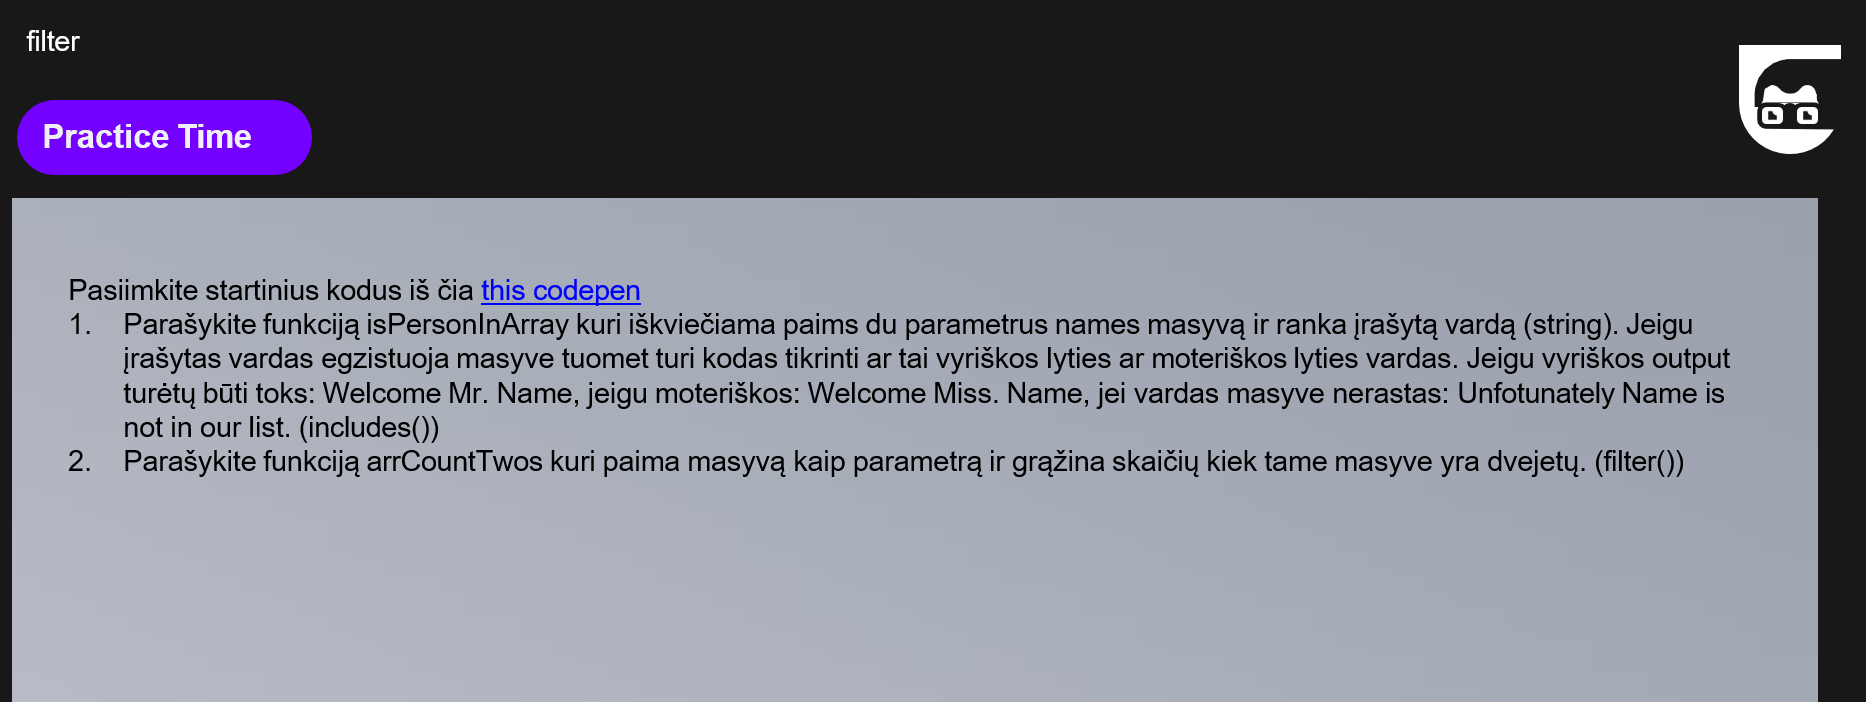 filter
Practice Time
Pasiimkite startinius kodus iš čia this codepen
1. Parašykite funkciją isPersonInArray kuri iškviečiama paims du parametrus names masyvą ir ranka įrašytą vardą (string). Jeigu
įrašytas vardas egzistuoja masyve tuomet turi kodas tikrinti ar tai vyriškos lyties ar moteriškos lyties vardas. Jeigu vyriškos output
turėtų būti toks: Welcome Mr. Name, jeigu moteriškos: Welcome Miss. Name, jei vardas masyve nerastas: Unfotunately Name is
not in our list. (includes())
2. Parašykite funkciją arrCountTwos kuri paima masyvą kaip parametrą ir grąžina skaičių kiek tame masyve yra dvejetų. (filter())